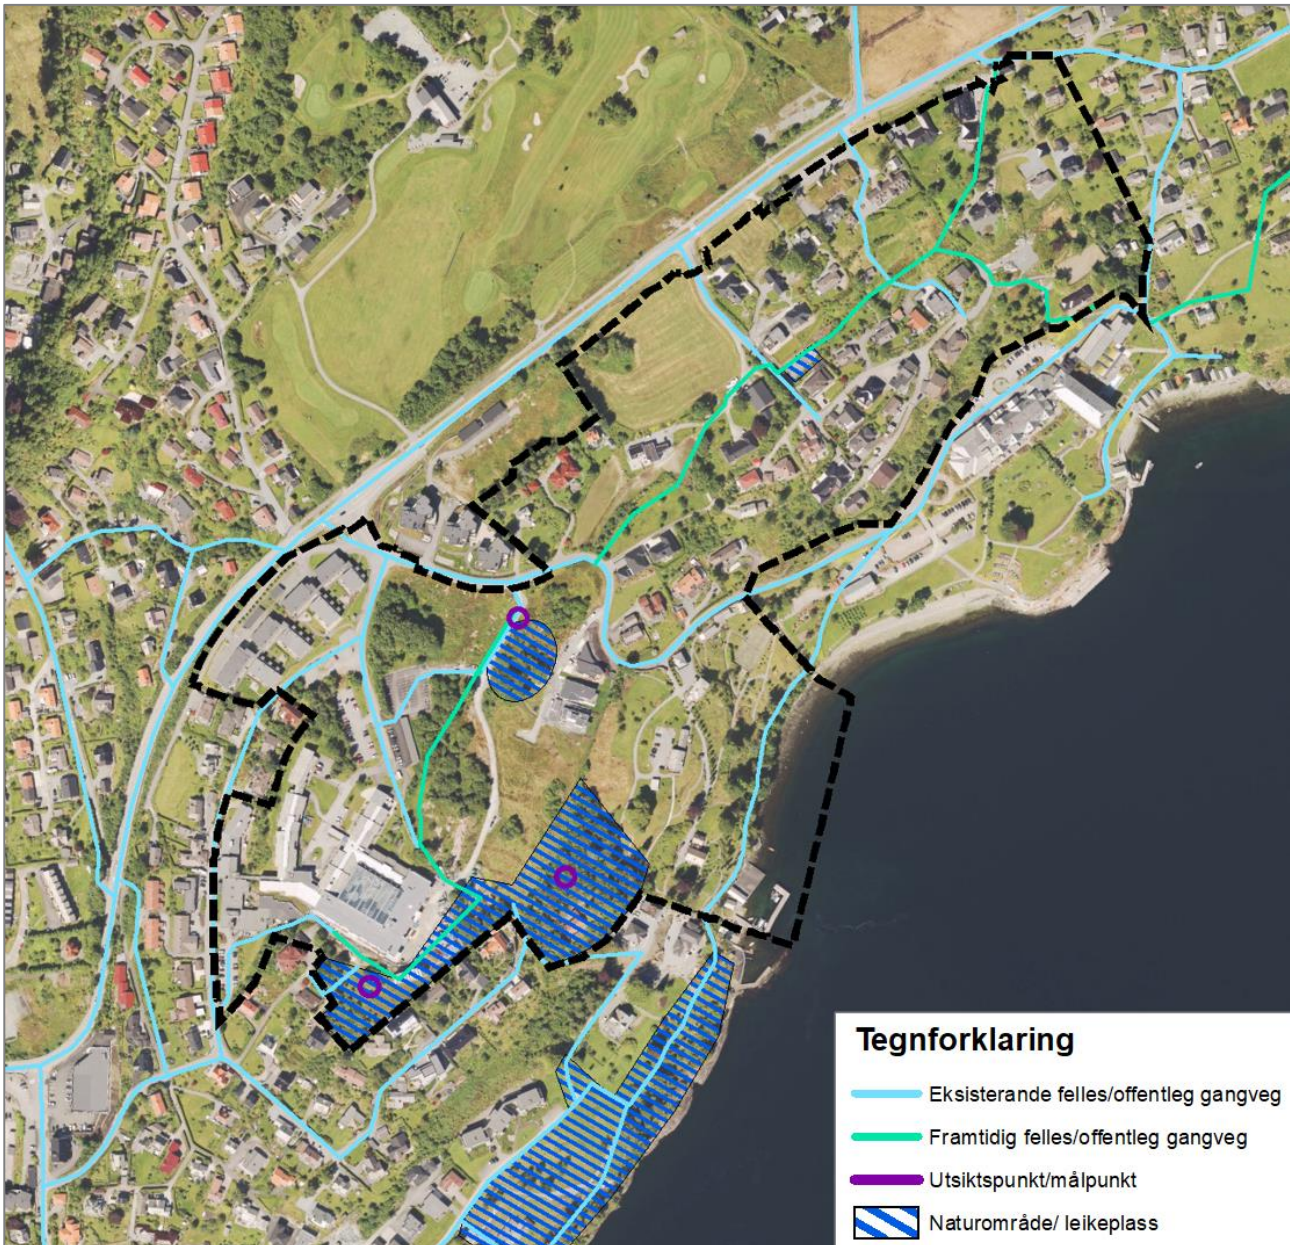 Tegnforklaring
Eksisterande felles/offentleg gangveg
Framtidig felles/offentleg gangveg
Utsiktspunkt/målpunkt
Naturområde/ leikeplass